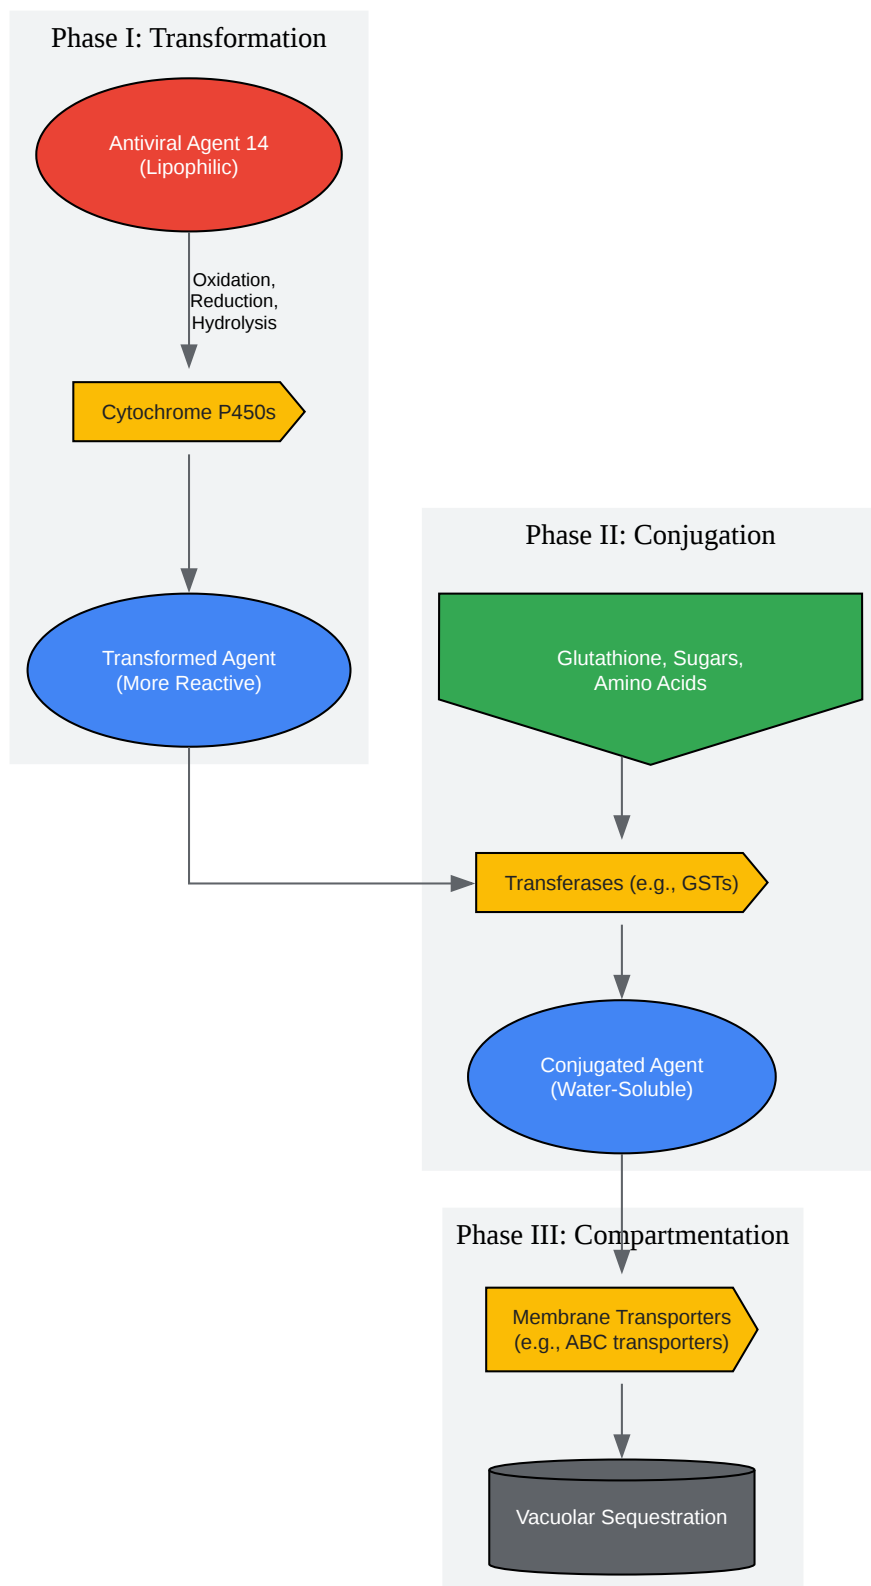 Phase I: Transformation
Antiviral Agent 14
(Lipophilic)
Oxidation,
Reduction,
Hydrolysis
Cytochrome P450s
Transformed Agent
(More Reactive)
Phase II: Conjugation
Glutathione, Sugars,
Amino Acids
Transferases (e.g., GSTs)
Conjugated Agent
(Water-Soluble)
Phase III: Compartmentation
Membrane Transporters
(e.g., ABC transporters)
Vacuolar Sequestration